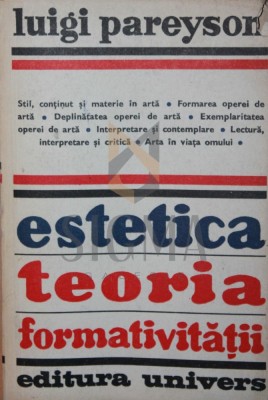 luigi pareyson
Stil, conținut și materie în artă • Formarea operei de
artă • Deplinătatea operei de artă • Exemplaritatea
operei de artă • Interpretare și contemplare • Lectură,
interpretare și critică • Arta în viața omului •
SIGMA
estetica
teoria
formativității
editura univers